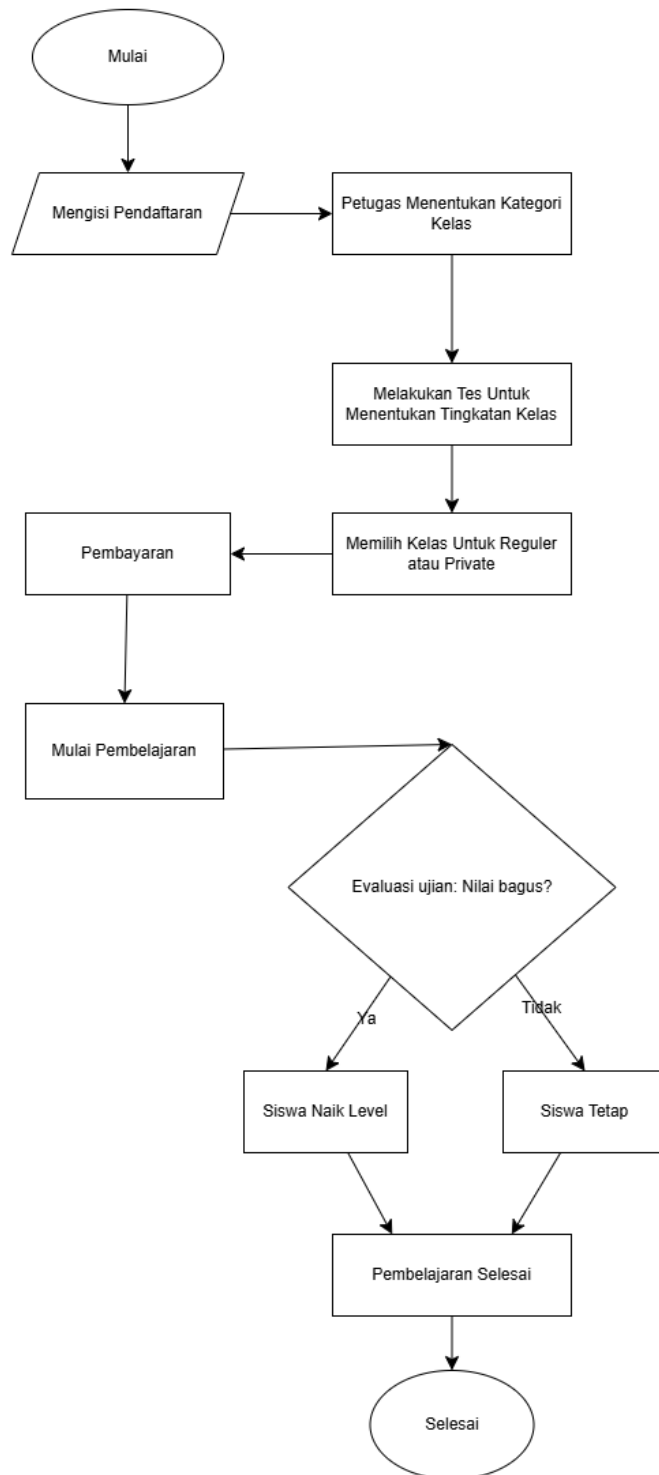 Mulai
Mengisi Pendaftaran
Petugas Menentukan Kategori
Kelas
Melakukan Tes Untuk
Menentukan Tingkatan Kelas
Memilih Kelas Untuk Reguler
atau Private
Pembayaran
Mulai Pembelajaran
Evaluasi ujian: Nilai bagus?
Ya
Tidak
Siswa Naik Level
Siswa Tetap
Pembelajaran Selesai
Selesai